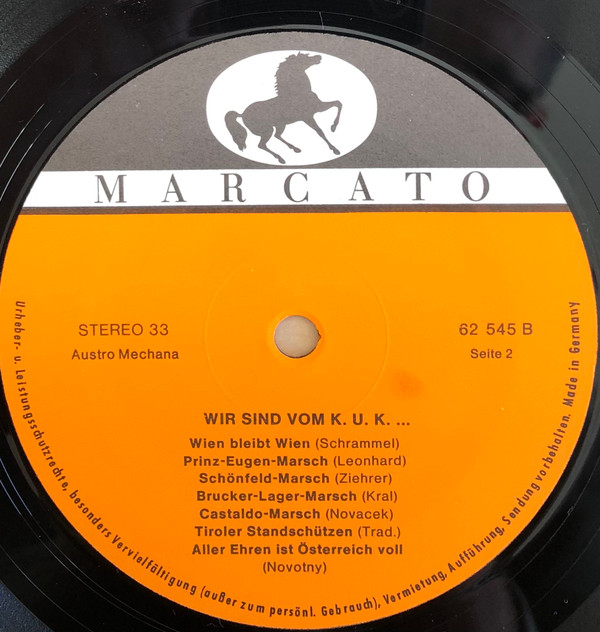 MARCATO
STEREO 33
Austro Mechana
62 545 B
Seite 2
WIR SIND VOM K. U. K. ...
Wien bleibt Wien (Schrammel)
Prinz-Eugen-Marsch (Leonhard)
Schönfeld-Marsch (Ziehrer)
Brucker-Lager-Marsch (Kral)
Castaldo-Marsch (Novacek)
Tiroler Standschützen (Trad.)
Aller Ehren ist Österreich voll
(Novotny)
Urheber- u. Leistungsschutzrechte, besonders Vervielfältigung (außer zum persönl. Gebrauch), Vermietung, Aufführung, Sendung vorbehalten. Made in Germany